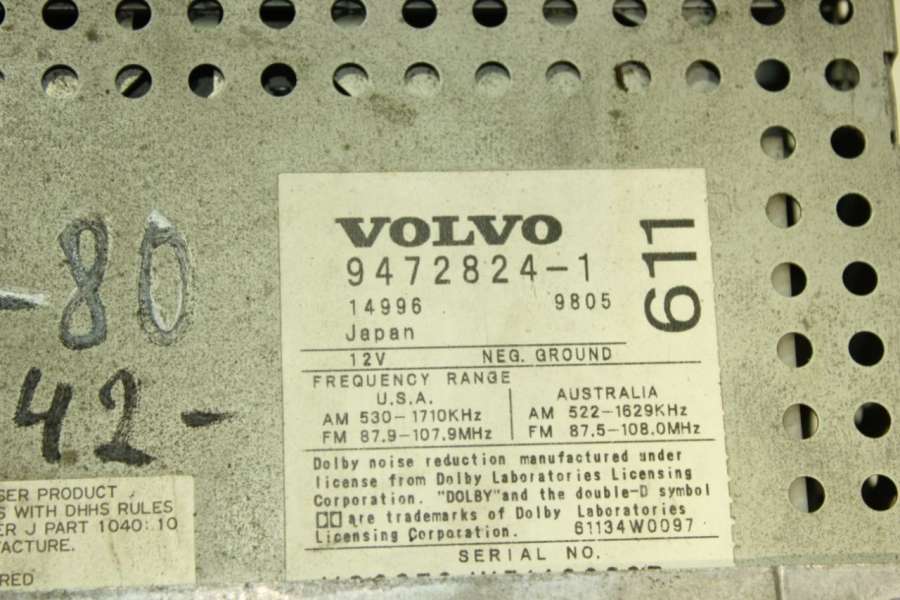 VOLVO
9472824-1
611
14996 9805
Japan
12V NEG. GROUND
FREQUENCY RANGE
U.S.A.
AM 530-1710KHz
FM 87.9-107.9MHz
AUSTRALIA
AM 522-1629KHz
FM 87.5-108.0MHz
Dolby noise reduction manufactured under
license from Dolby Laboratories Licensing
Corporation. "DOLBY"and the double-D symbol
are trademarks of Dolby Laboratories
Licensing Corporation. 61134W0097
SERIAL NO.
-80
42-
SER PRODUCT
S WITH DHHS RULES
ER J PART 1040:10
FACTURE.
RED